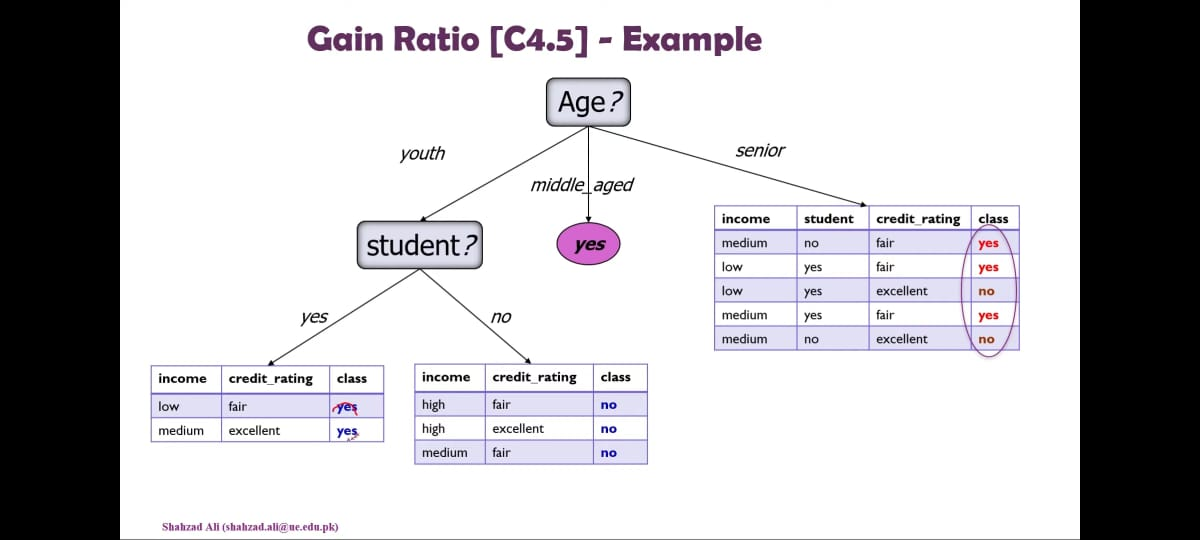 Gain Ratio [C4.5] - Example
Age?
youth
middle_aged
senior
student?
yes
income student credit_rating class
medium no fair yes
low yes fair yes
low yes excellent no
medium yes fair yes
medium no excellent no
yes
no
income credit_rating class
low fair yes
medium excellent yes
income credit_rating class
high fair no
high excellent no
medium fair no
Shahzad Ali (shahzad.ali@ue.edu.pk)